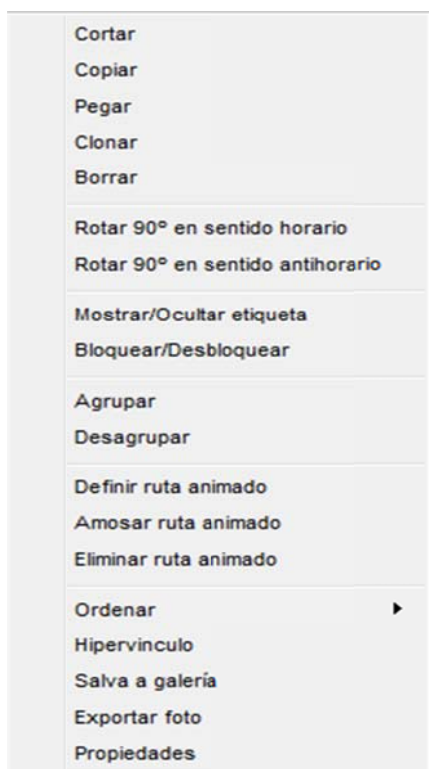 Cortar
Copiar
Pegar
Clonar
Borrar
Rotar 90º en sentido horario
Rotar 90º en sentido antihorario
Mostrar/Ocultar etiqueta
Bloquear/Desbloquear
Agrupar
Desagrupar
Definir ruta animado
Amosar ruta animado
Eliminar ruta animado
Ordenar
Hipervinculo
Salva a galería
Exportar foto
Propiedades